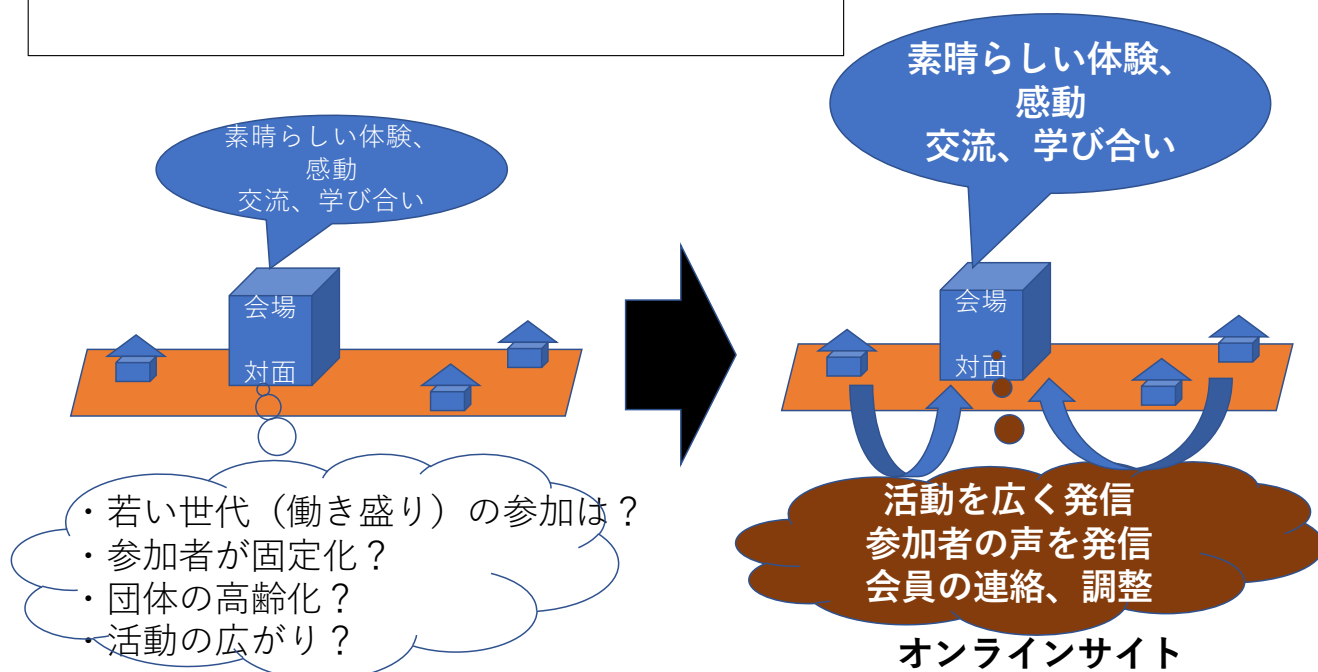 素晴らしい体験、
感動
交流、学び合い
会場
対面
・若い世代（働き盛り）の参加は？
・参加者が固定化？
・団体の高齢化？
・活動の広がり？
素晴らしい体験、
感動
交流、学び合い
会場
対面
活動を広く発信
参加者の声を発信
会員の連絡、調整
オンラインサイト